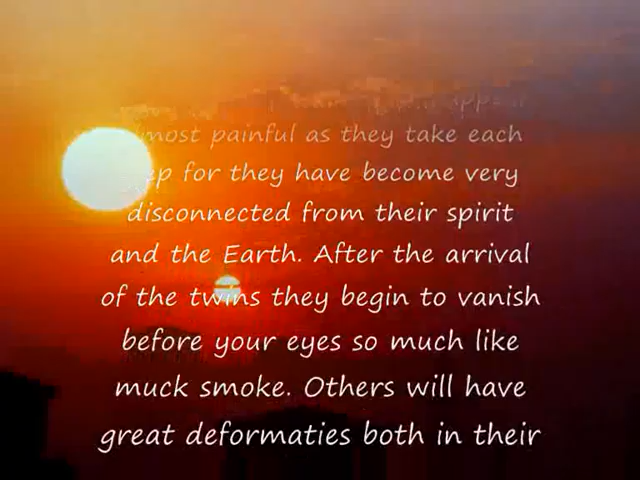 most painful as they take each
for they have become very
disconnected from their spirit
and the Earth. After the arrival
of the twins they begin to vanish
before your eyes so much like
muck smoke. Others will have
great deformaties both in their